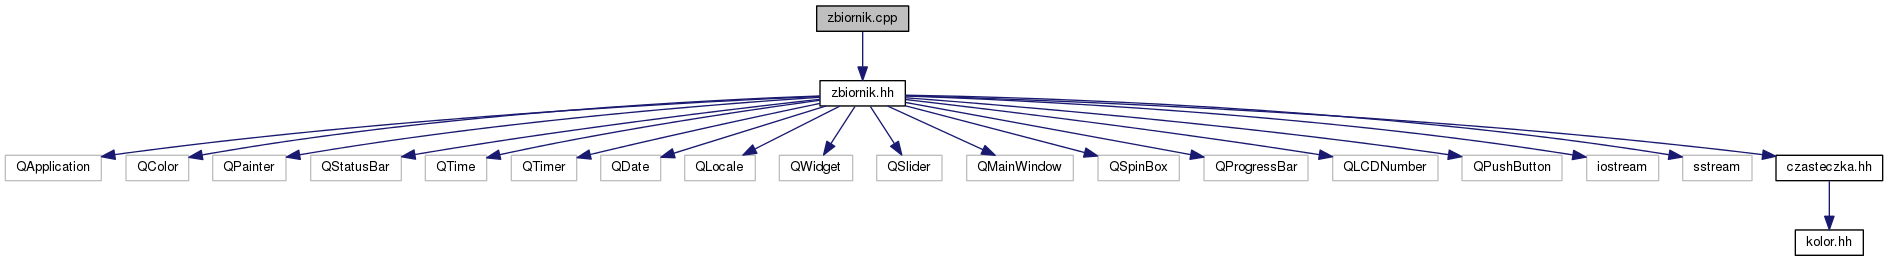 zbiornik.cpp
zbiornik.hh
QApplication
QColor
QPainter
QStatusBar
QTime
QTimer
QDate
QLocale
QWidget
QSlider
QMainWindow
QSpinBox
QProgressBar
QLCDNumber
QPushButton
iostream
sstream
czasteczka.hh
kolor.hh